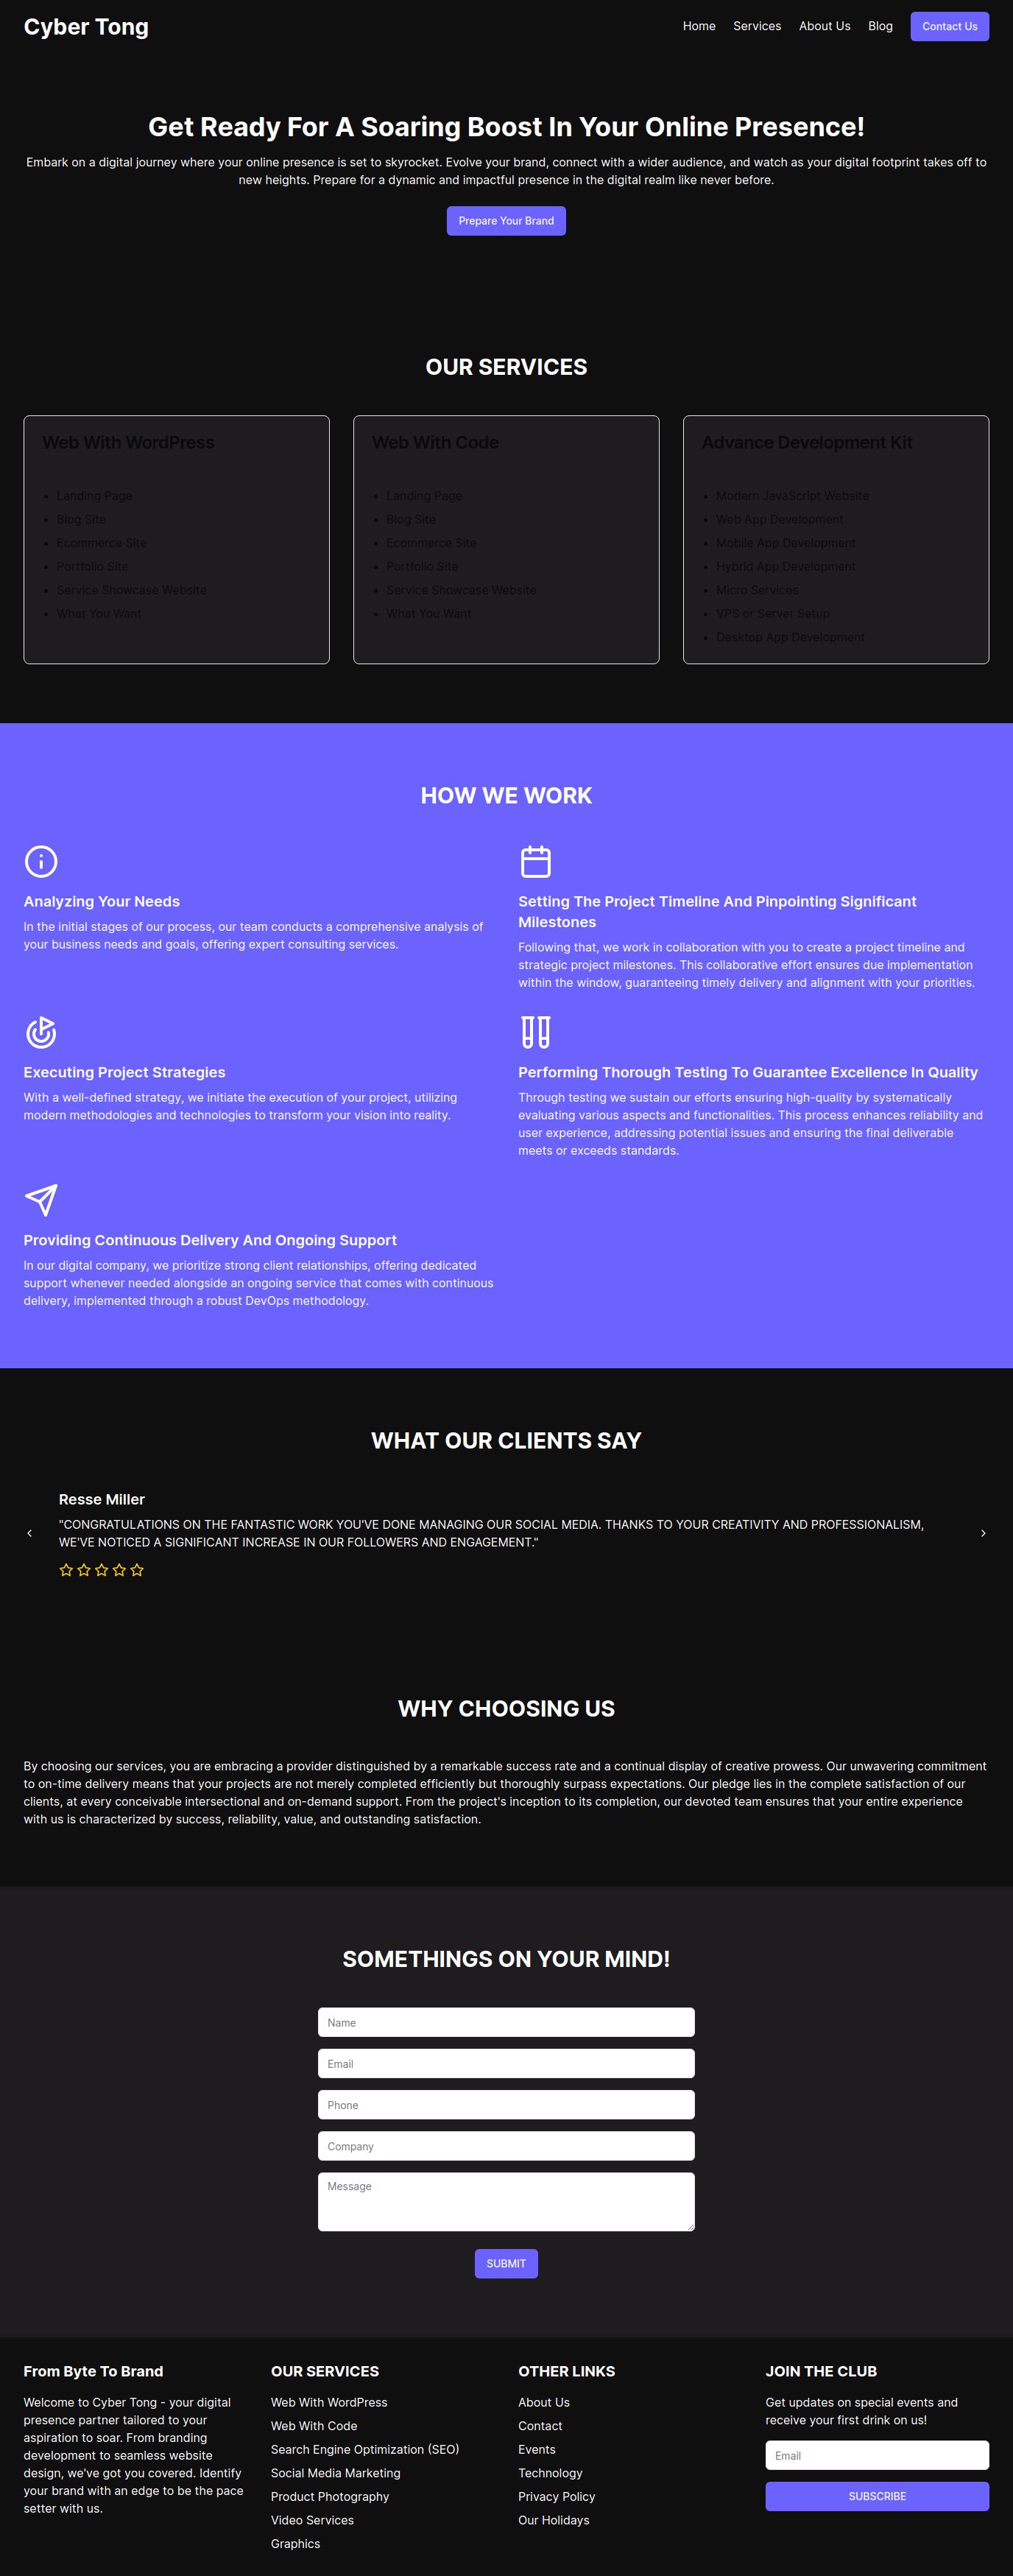 Cyber Tong
Home Services About Us Blog Contact Us
Get Ready For A Soaring Boost In Your Online Presence!
Embark on a digital journey where your online presence is set to skyrocket. Evolve your brand, connect with a wider audience, and watch as your digital footprint takes off to
new heights. Prepare for a dynamic and impactful presence in the digital realm like never before.
Prepare Your Brand
OUR SERVICES
Web With WordPress
Landing Page
Blog Site
Ecommerce Site
Portfolio Site
Service Showcase Website
What You Want
Web With Code
Landing Page
Blog Site
Ecommerce Site
Portfolio Site
Service Showcase Website
What You Want
Advance Development Kit
Modern JavaScript Website
Web App Development
Mobile App Development
Hybrid App Development
Micro Services
VPS or Server Setup
Desktop App Development
HOW WE WORK
Analyzing Your Needs
In the initial stages of our process, our team conducts a comprehensive analysis of
your business needs and goals, offering expert consulting services.
Setting The Project Timeline And Pinpointing Significant
Milestones
Following that, we work in collaboration with you to create a project timeline and
strategic project milestones. This collaborative effort ensures due implementation
within the window, guaranteeing timely delivery and alignment with your priorities.
Executing Project Strategies
With a well-defined strategy, we initiate the execution of your project, utilizing
modern methodologies and technologies to transform your vision into reality.
Performing Thorough Testing To Guarantee Excellence In Quality
Through testing we sustain our efforts ensuring high-quality by systematically
evaluating various aspects and functionalities. This process enhances reliability and
user experience, addressing potential issues and ensuring the final deliverable
meets or exceeds standards.
Providing Continuous Delivery And Ongoing Support
In our digital company, we prioritize strong client relationships, offering dedicated
support whenever needed alongside an ongoing service that comes with continuous
delivery, implemented through a robust DevOps methodology.
WHAT OUR CLIENTS SAY
Resse Miller
"CONGRATULATIONS ON THE FANTASTIC WORK YOU'VE DONE MANAGING OUR SOCIAL MEDIA. THANKS TO YOUR CREATIVITY AND PROFESSIONALISM,
WE'VE NOTICED A SIGNIFICANT INCREASE IN OUR FOLLOWERS AND ENGAGEMENT."
WHY CHOOSING US
By choosing our services, you are embracing a provider distinguished by a remarkable success rate and a continual display of creative prowess. Our unwavering commitment
to on-time delivery means that your projects are not merely completed efficiently but thoroughly surpass expectations. Our pledge lies in the complete satisfaction of our
clients, at every conceivable intersectional and on-demand support. From the project's inception to its completion, our devoted team ensures that your entire experience
with us is characterized by success, reliability, value, and outstanding satisfaction.
SOMETHINGS ON YOUR MIND!
Name
Email
Phone
Company
Message
SUBMIT
From Byte To Brand
Welcome to Cyber Tong - your digital
presence partner tailored to your
aspiration to soar. From branding
development to seamless website
design, we've got you covered. Identify
your brand with an edge to be the pace
setter with us.
OUR SERVICES
Web With WordPress
Web With Code
Search Engine Optimization (SEO)
Social Media Marketing
Product Photography
Video Services
Graphics
OTHER LINKS
About Us
Contact
Events
Technology
Privacy Policy
Our Holidays
JOIN THE CLUB
Get updates on special events and
receive your first drink on us!
Email
SUBSCRIBE